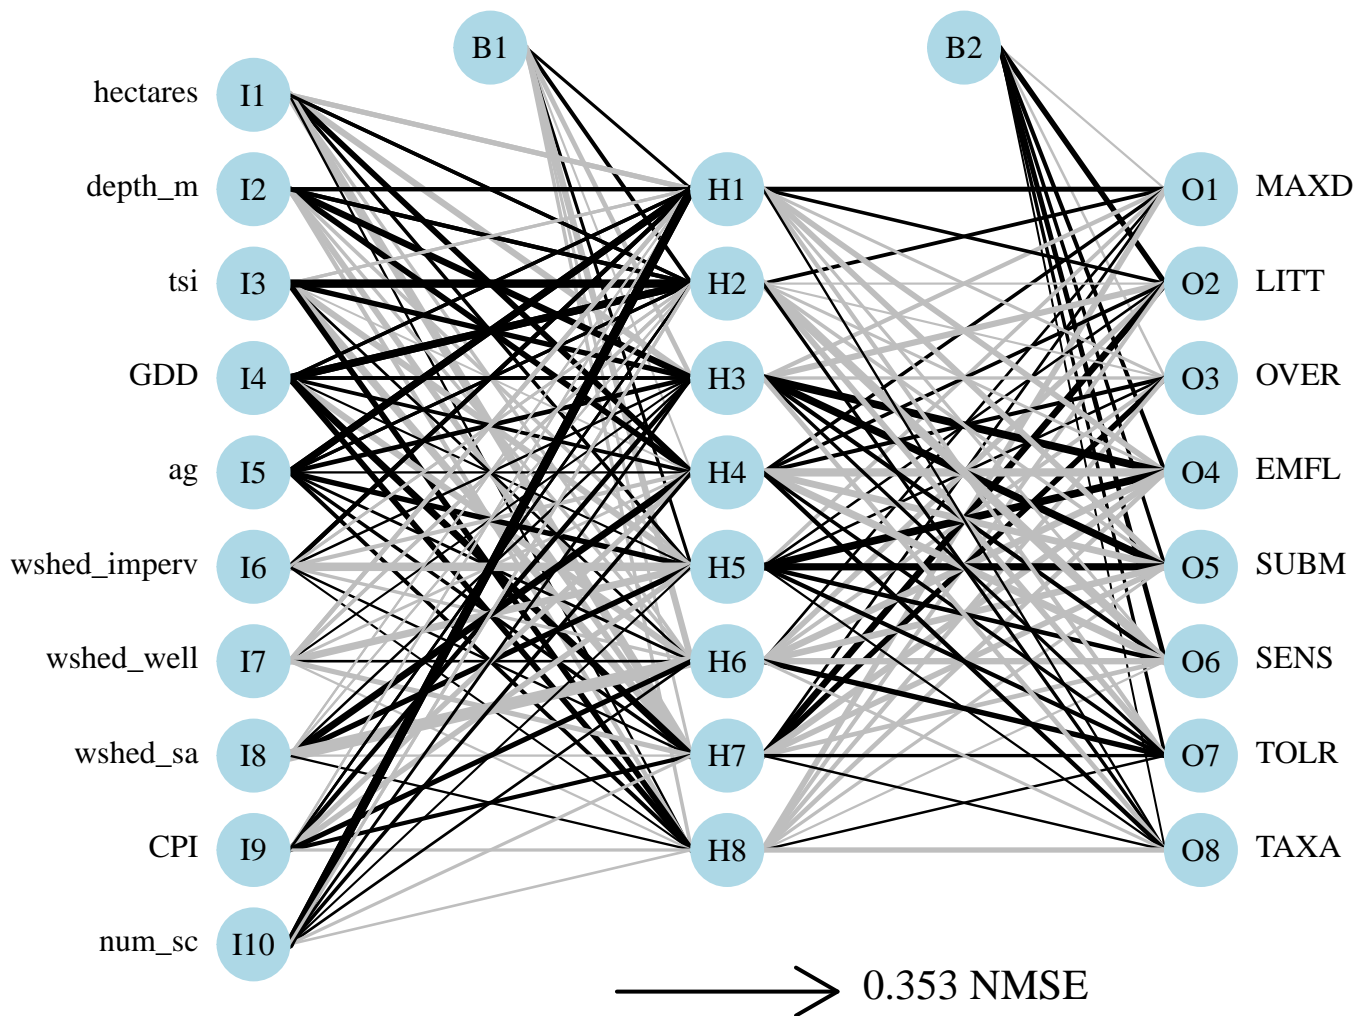 B1 B2
hectares I1
depth_m I2 H1 O1 MAXD
tsi I3 H2 O2 LITT
GDD I4 H3 O3 OVER
ag I5 H4 O4 EMFL
wshed_imperv I6 H5 O5 SUBM
wshed_well I7 H6 O6 SENS
wshed_sa I8 H7 O7 TOLR
CPI I9 H8 O8 TAXA
num_sc I10
0.353 NMSE